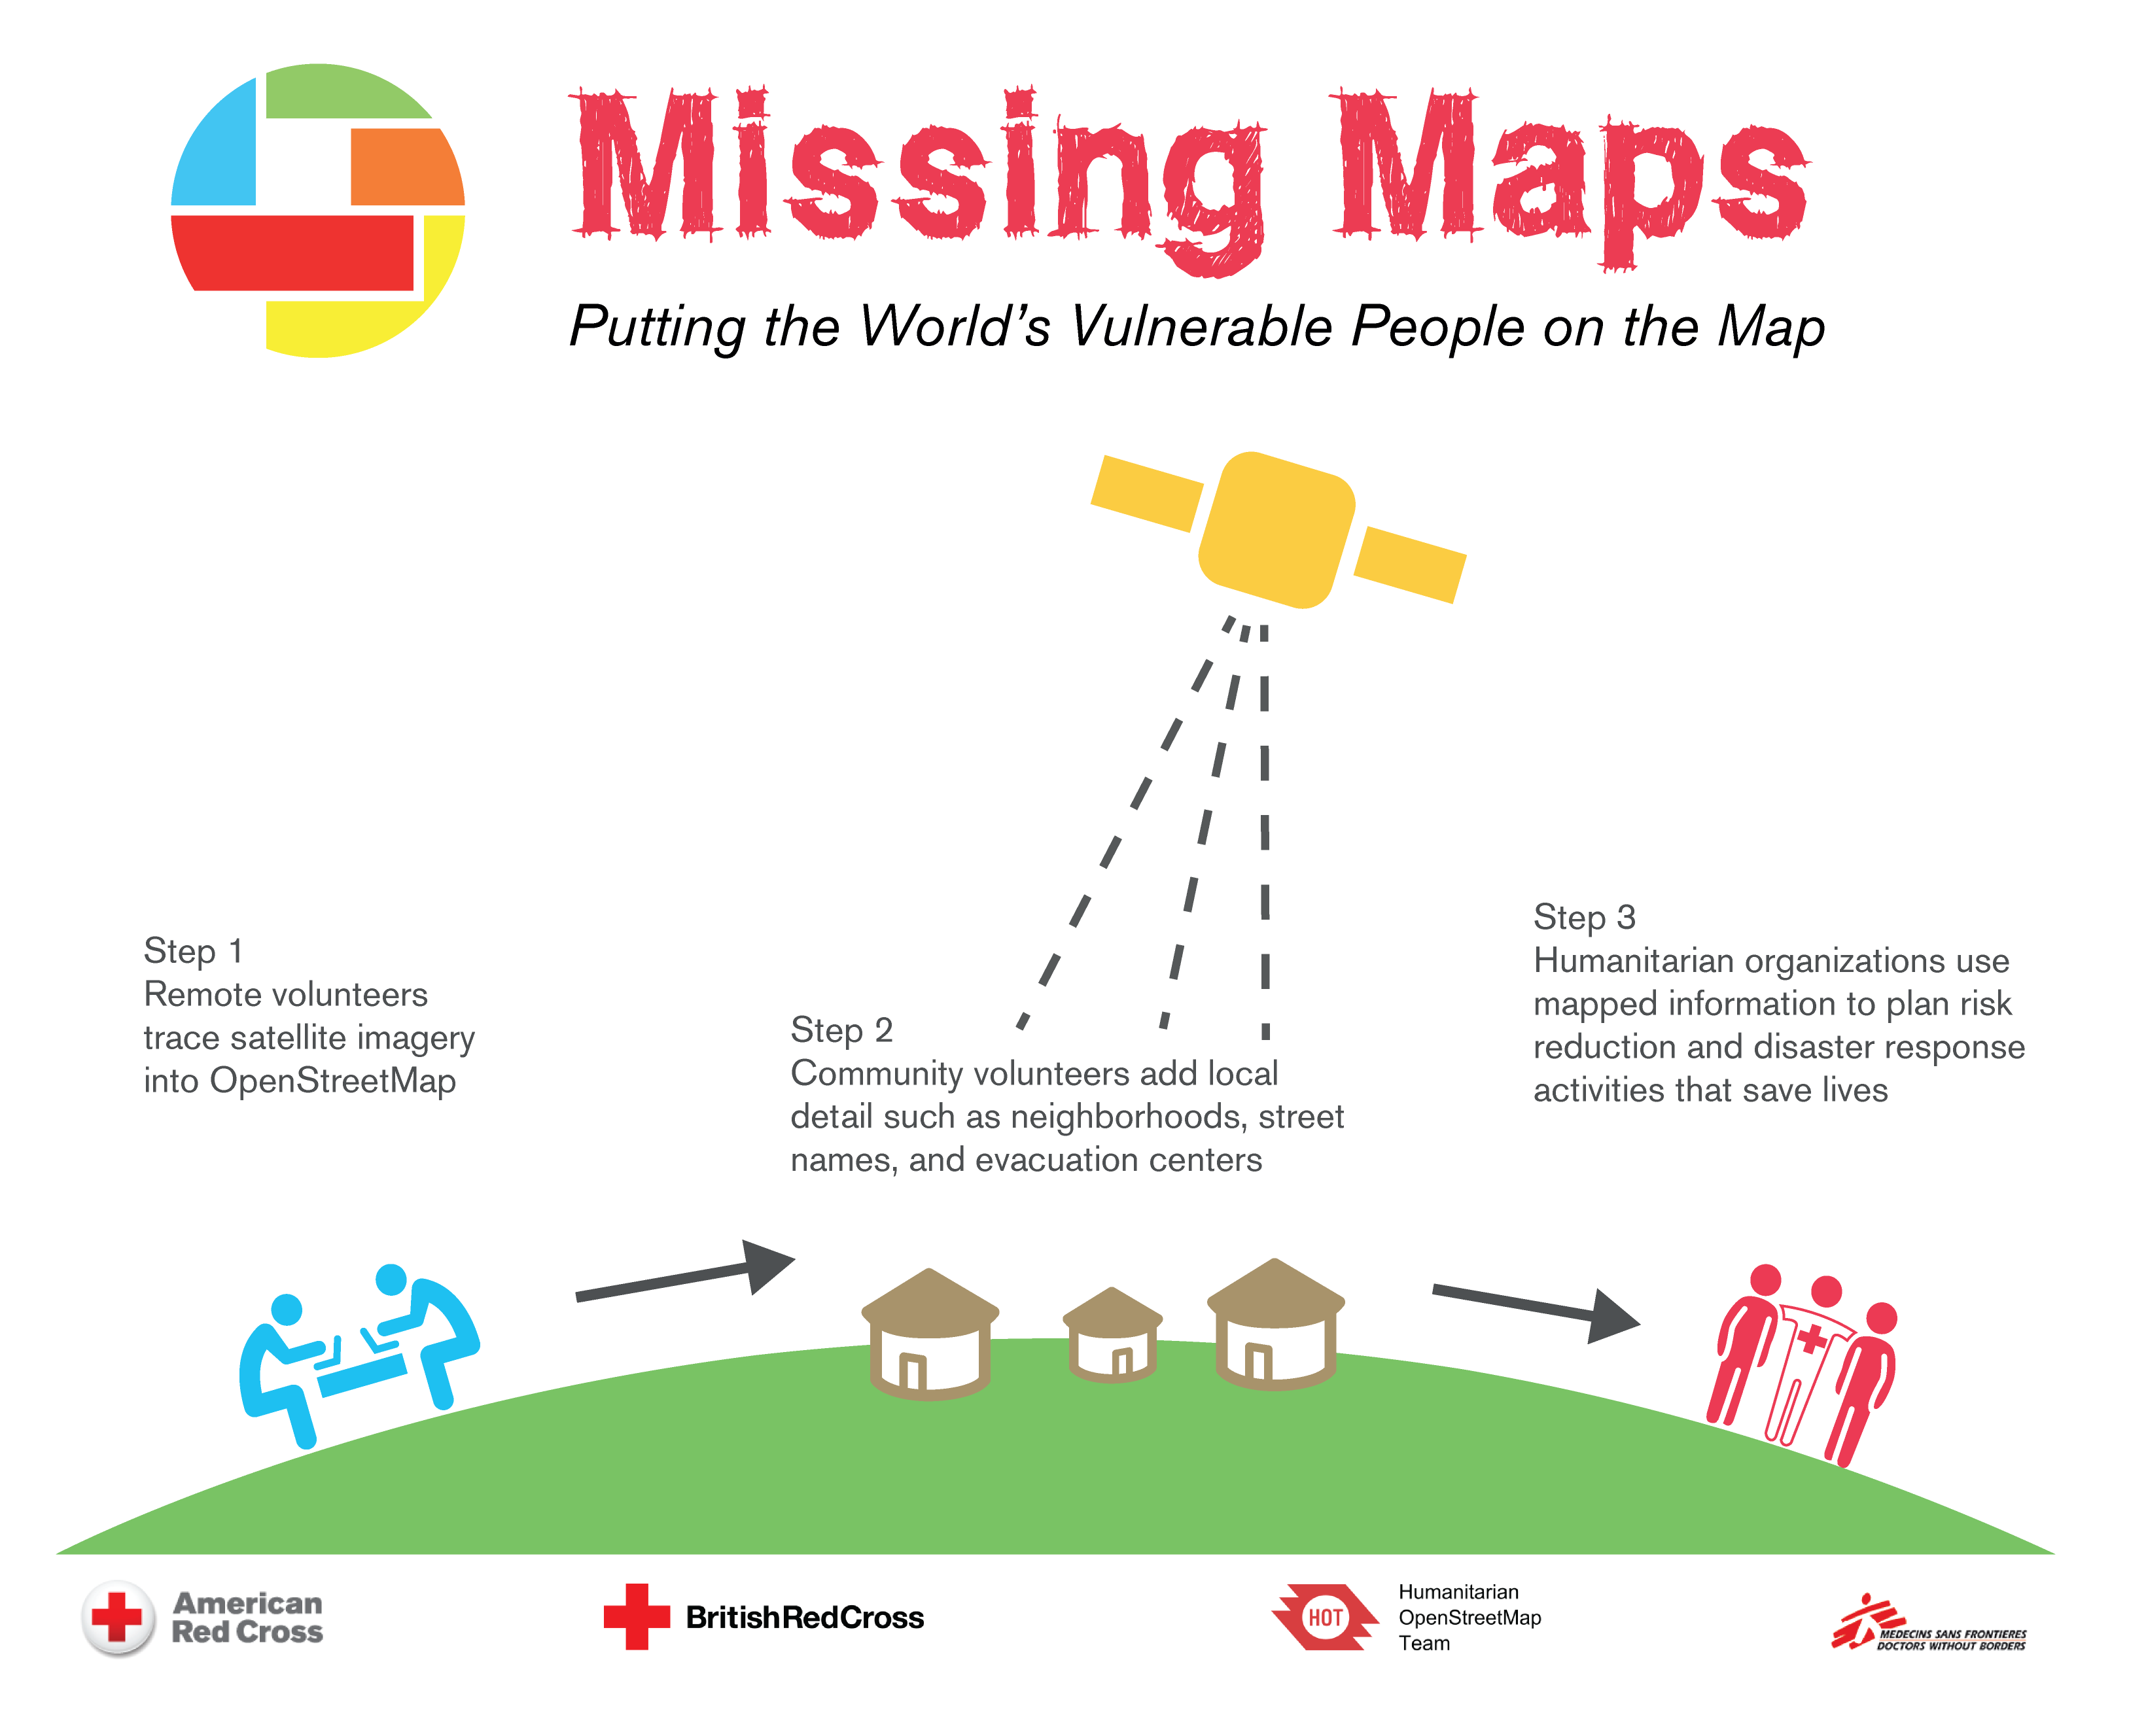 Missing Maps
Putting the World's Vulnerable People on the Map
Step 1
Remote volunteers
trace satellite imagery
into OpenStreetMap
Step 2
Community volunteers add local
detail such as neighborhoods, street
names, and evacuation centers
Step 3
Humanitarian organizations use
mapped information to plan risk
reduction and disaster response
activities that save lives
American
Red Cross
BritishRedCross
HOT
Humanitarian
OpenStreetMap
Team
MEDECINS SANS FRONTIERES
DOCTORS WITHOUT BORDERS